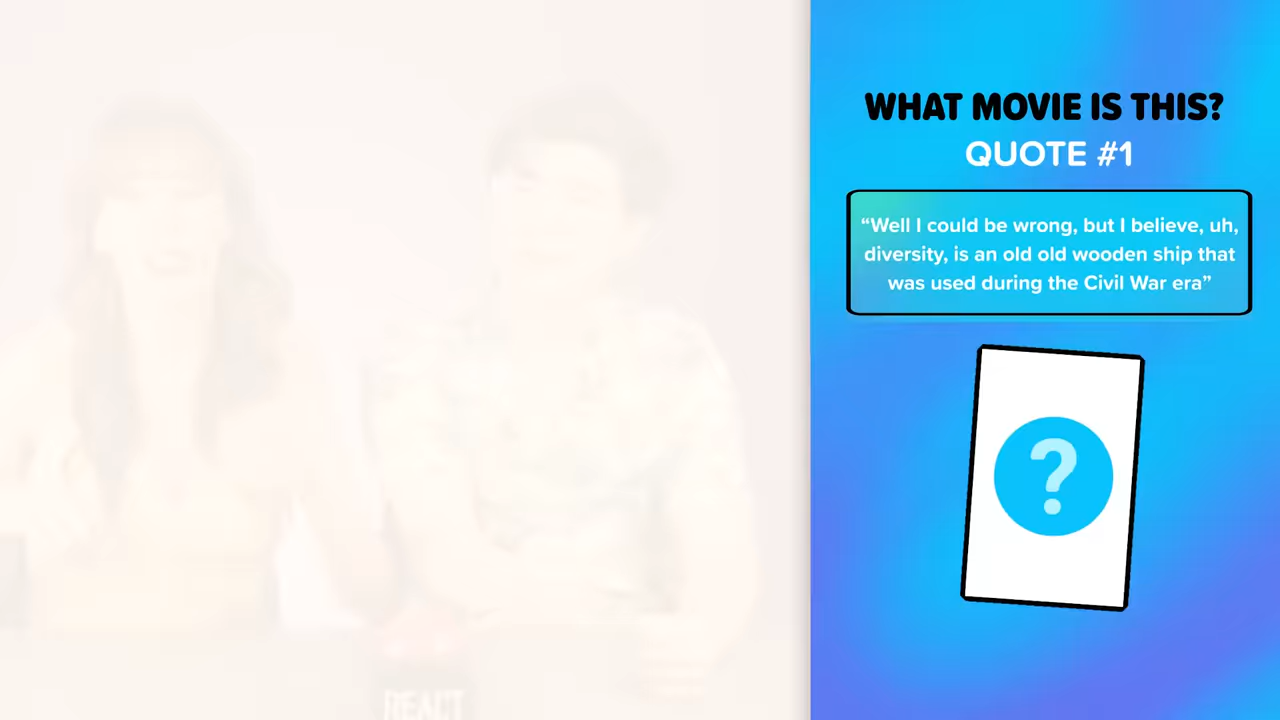 WHAT MOVIE IS THIS?
QUOTE #1
“Well I could be wrong, but I believe, uh,
diversity, is an old old wooden ship that
was used during the Civil War era”
?
REACT